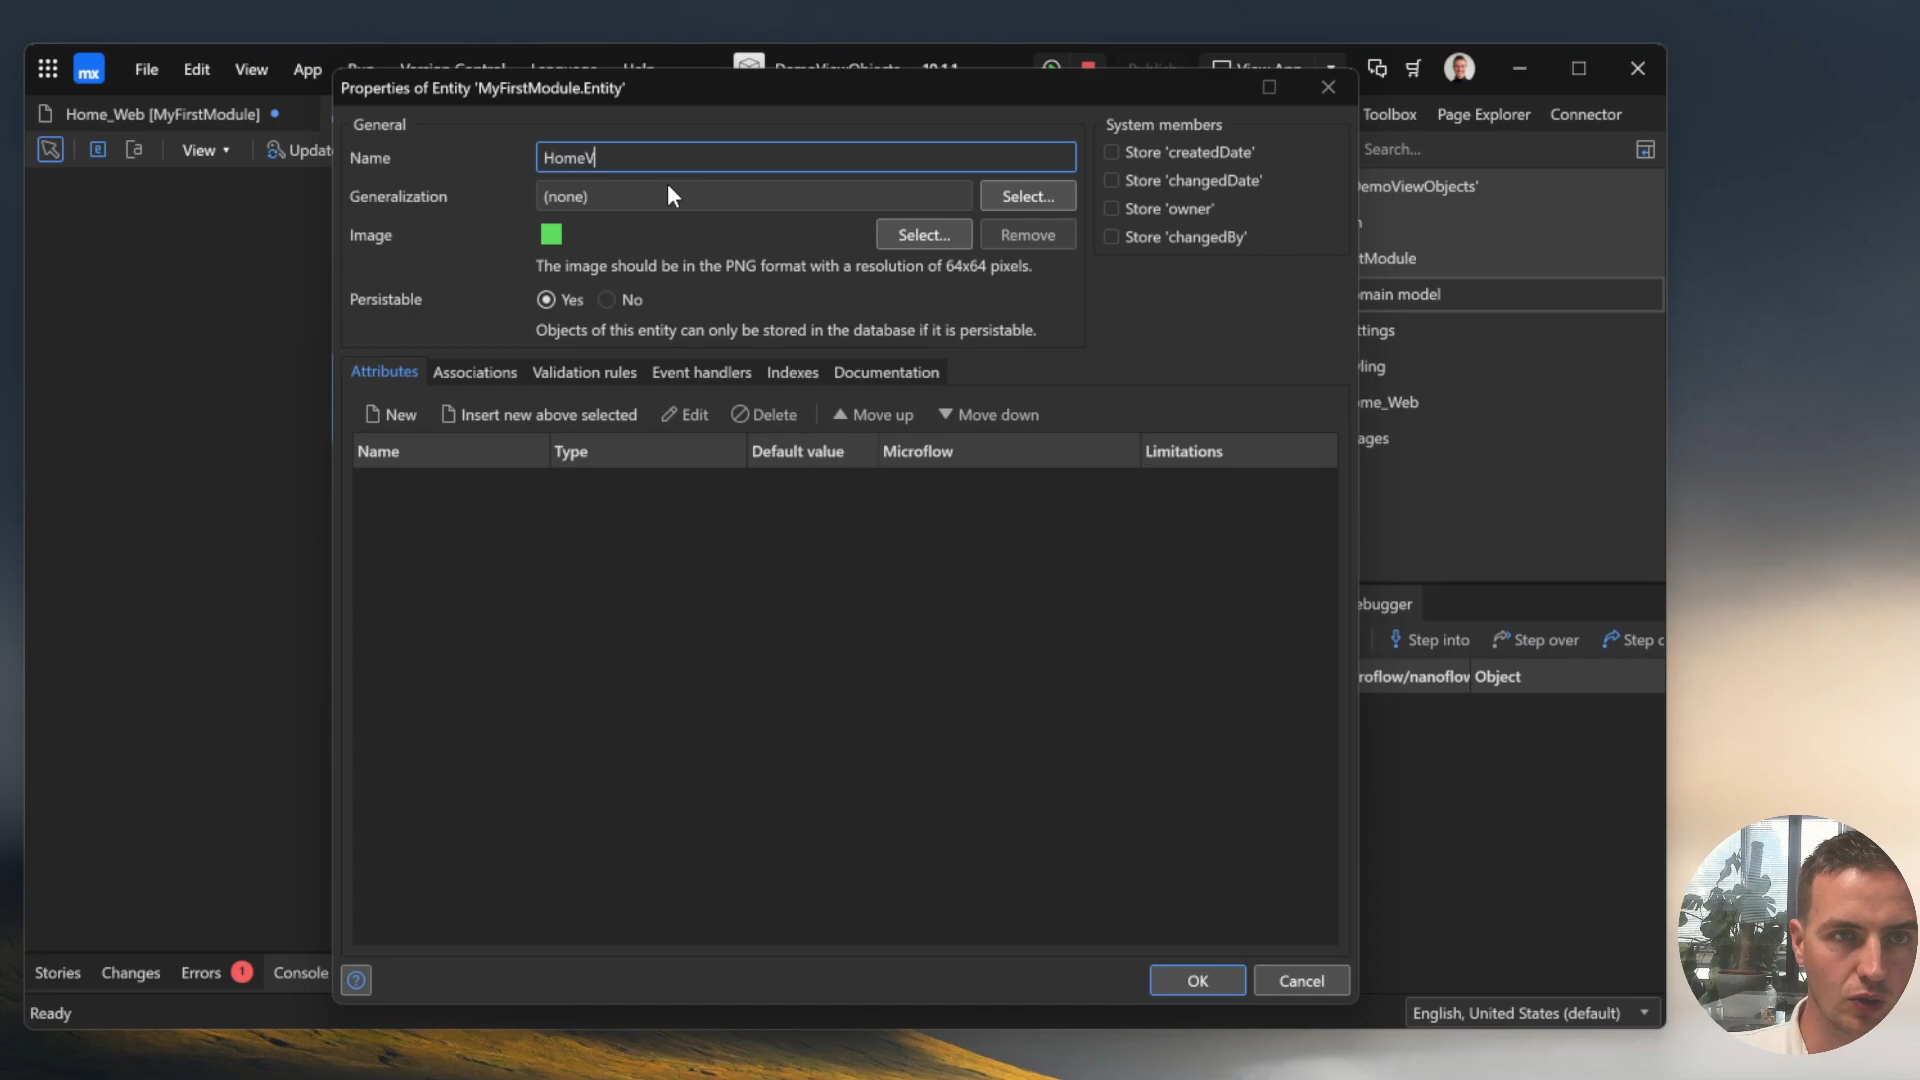 mx File Edit View App
Properties of Entity 'MyFirstModule.Entity'
Home_Web [MyFirstModule]
View
General
Name HomeV
Generalization (none) Select...
Image Select... Remove
The image should be in the PNG format with a resolution of 64x64 pixels.
Persistable Yes No
Objects of this entity can only be stored in the database if it is persistable.
System members
Store 'createdDate'
Store 'changedDate'
Store 'owner'
Store 'changedBy'
Attributes Associations Validation rules Event handlers Indexes Documentation
New Insert new above selected Edit Delete Move up Move down
Name Type Default value Microflow Limitations
OK Cancel
Toolbox Page Explorer Connector
Search...
emoViewObjects'
n
tModule
main model
ttings
ling
me_Web
ages
ebugger
Step into Step over Step
roflow/nanoflow Object
Stories Changes Errors 1 Console
Ready
English, United States (default)